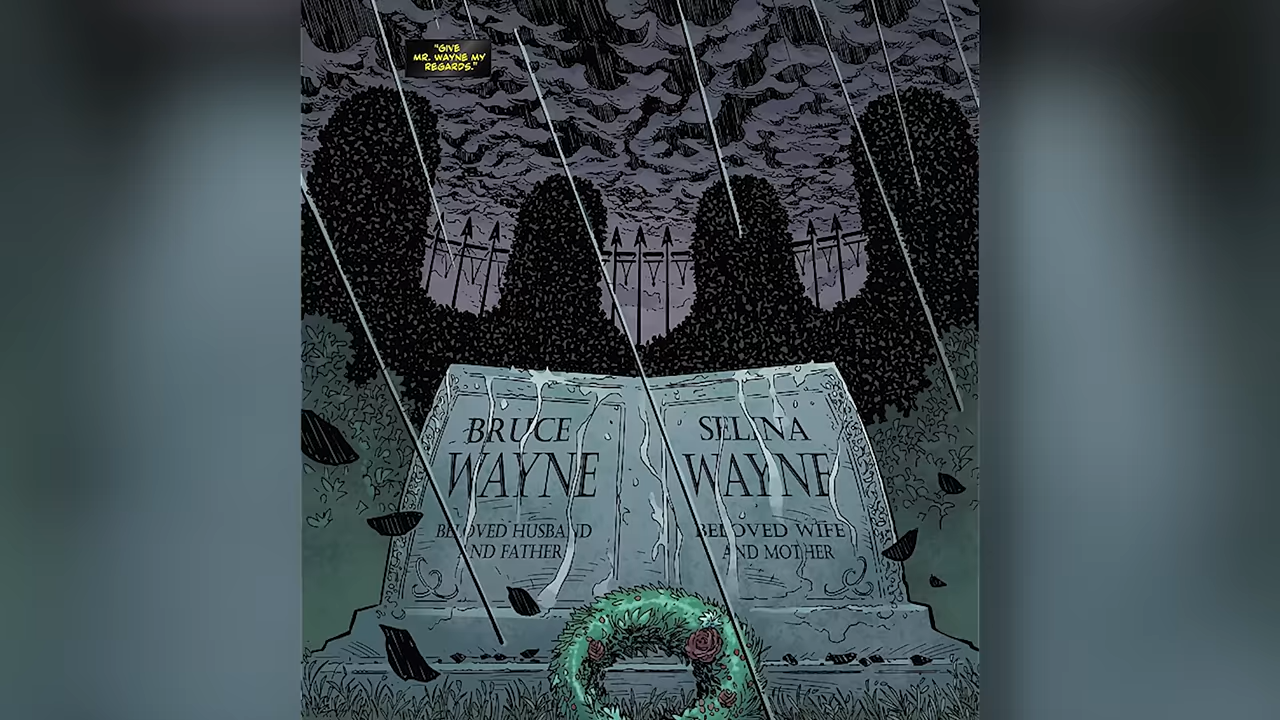 "GIVE
MR. WAYNE MY
REGARDS."
BRUCE
WAYNE
BELOVED HUSBAND
AND FATHER
SELINA
WAYNE
BELOVED WIFE
AND MOTHER